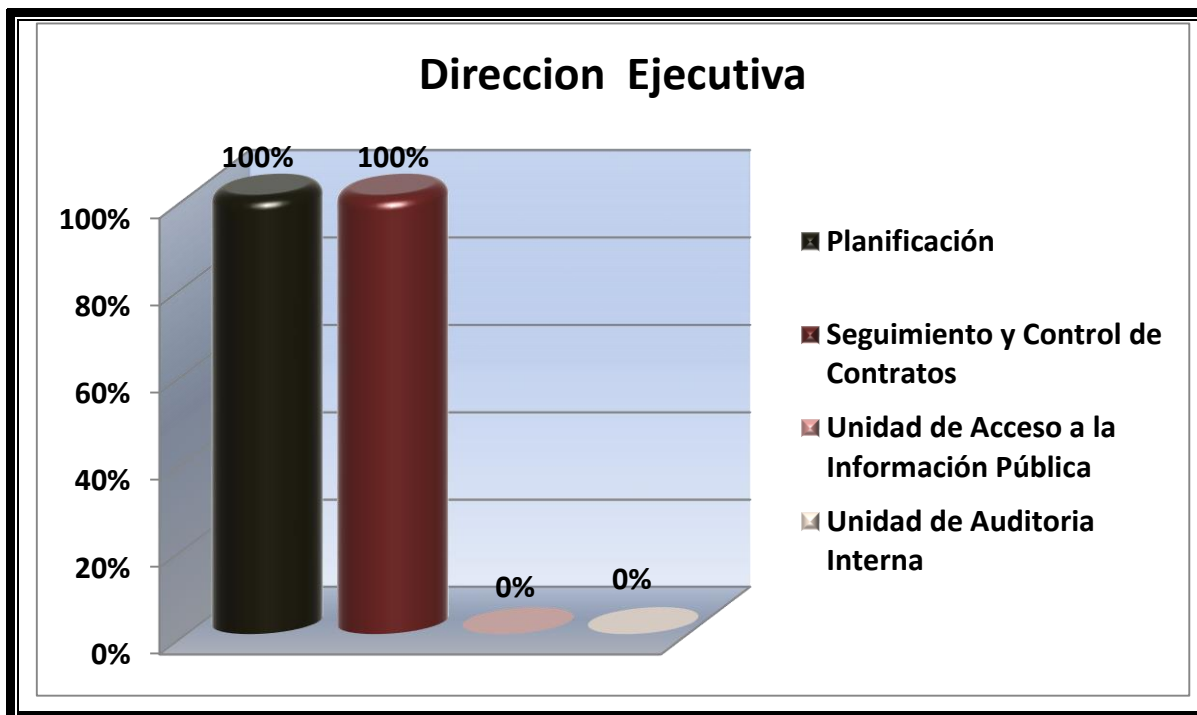 Direccion Ejecutiva
100% 100%
100%
80%
60%
40%
20%
0%
0% 0%
Planificación
Seguimiento y Control de
Contratos
Unidad de Acceso a la
Información Pública
Unidad de Auditoria
Interna